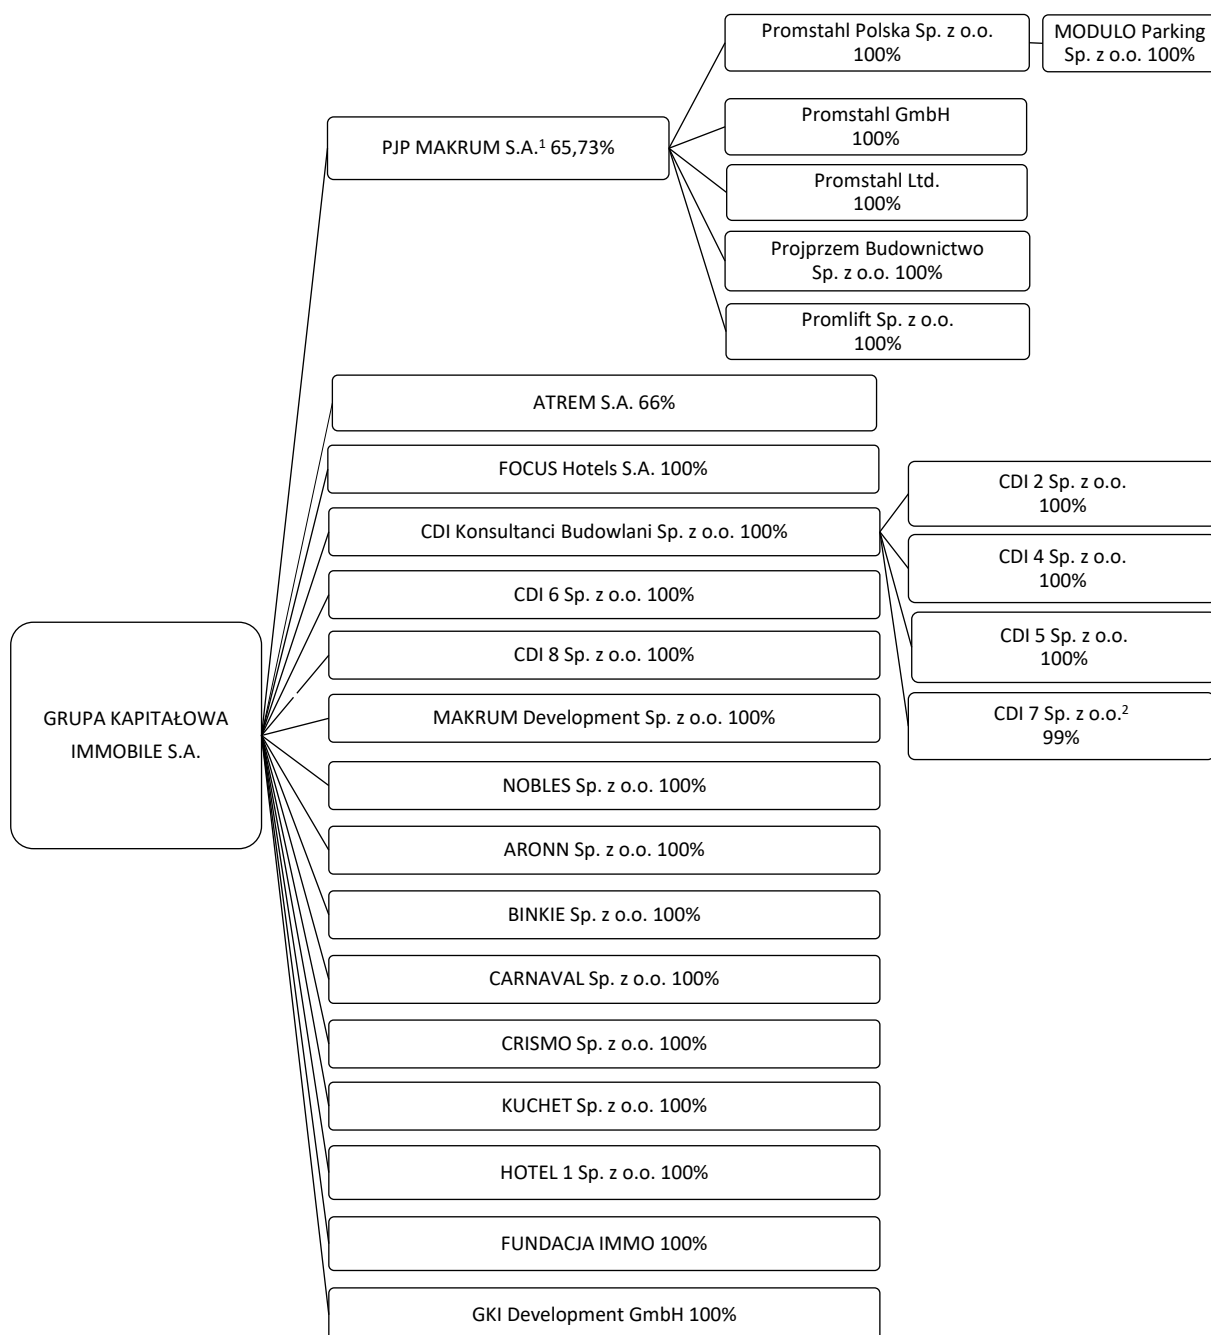 Promstahl Polska Sp. z o.o.
100%
MODULO Parking
Sp. z o.o. 100%
PJP MAKRUM S.A.¹ 65,73%
Promstahl GmbH
100%
Promstahl Ltd.
100%
Projprzem Budownictwo
Sp. z o.o. 100%
Promlift Sp. z o.o.
100%
ATREM S.A. 66%
FOCUS Hotels S.A. 100%
CDI Konsultanci Budowlani Sp. z o.o. 100%
CDI 2 Sp. z o.o.
100%
CDI 4 Sp. z o.o.
100%
CDI 5 Sp. z o.o.
100%
CDI 7 Sp. z o.o.²
99%
CDI 6 Sp. z o.o. 100%
CDI 8 Sp. z o.o. 100%
GRUPA KAPITAŁOWA
IMMOBILE S.A.
MAKRUM Development Sp. z o.o. 100%
NOBLES Sp. z o.o. 100%
ARONN Sp. z o.o. 100%
BINKIE Sp. z o.o. 100%
CARNAVAL Sp. z o.o. 100%
CRISMO Sp. z o.o. 100%
KUCHET Sp. z o.o. 100%
HOTEL 1 Sp. z o.o. 100%
FUNDACJA IMMO 100%
GKI Development GmbH 100%